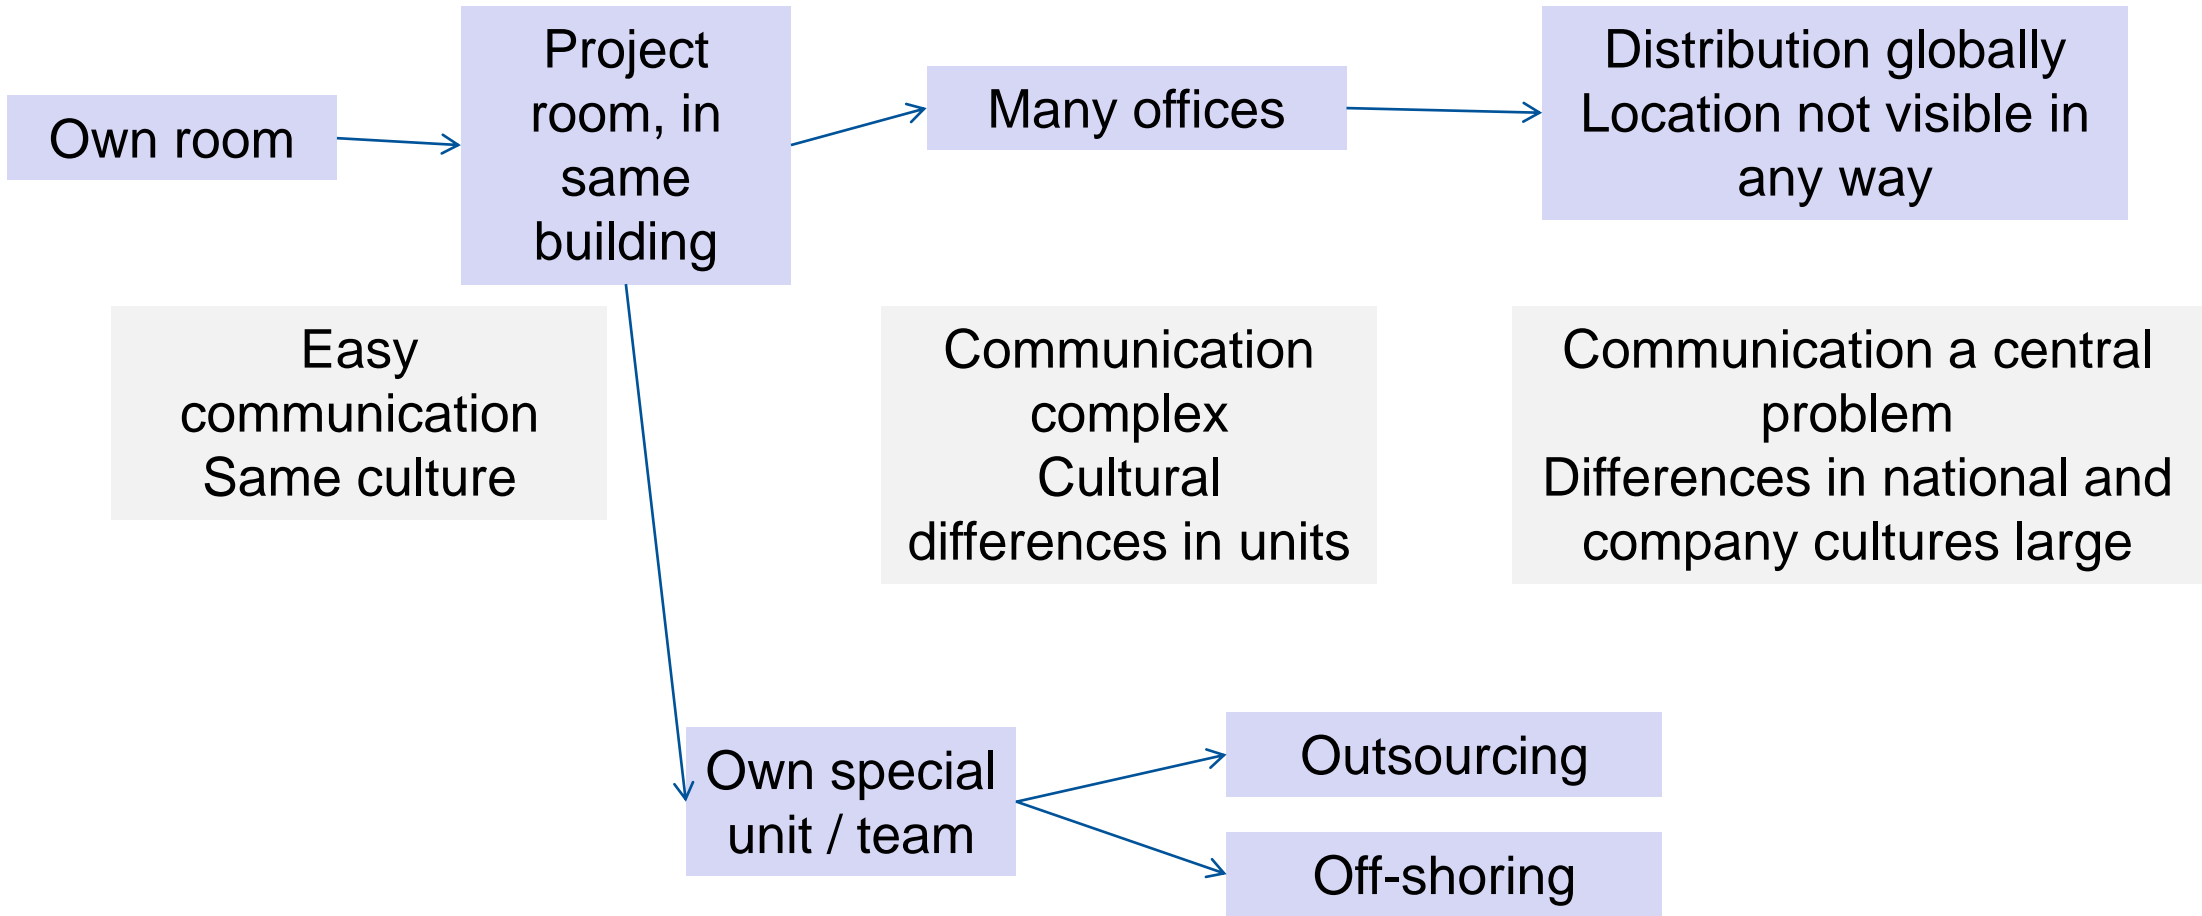 Own room
Project
room, in
same
building
Many offices
Distribution globally
Location not visible in
any way
Easy
communication
Same culture
Communication
complex
Cultural
differences in units
Communication a central
problem
Differences in national and
company cultures large
Own special
unit / team
Outsourcing
Off-shoring